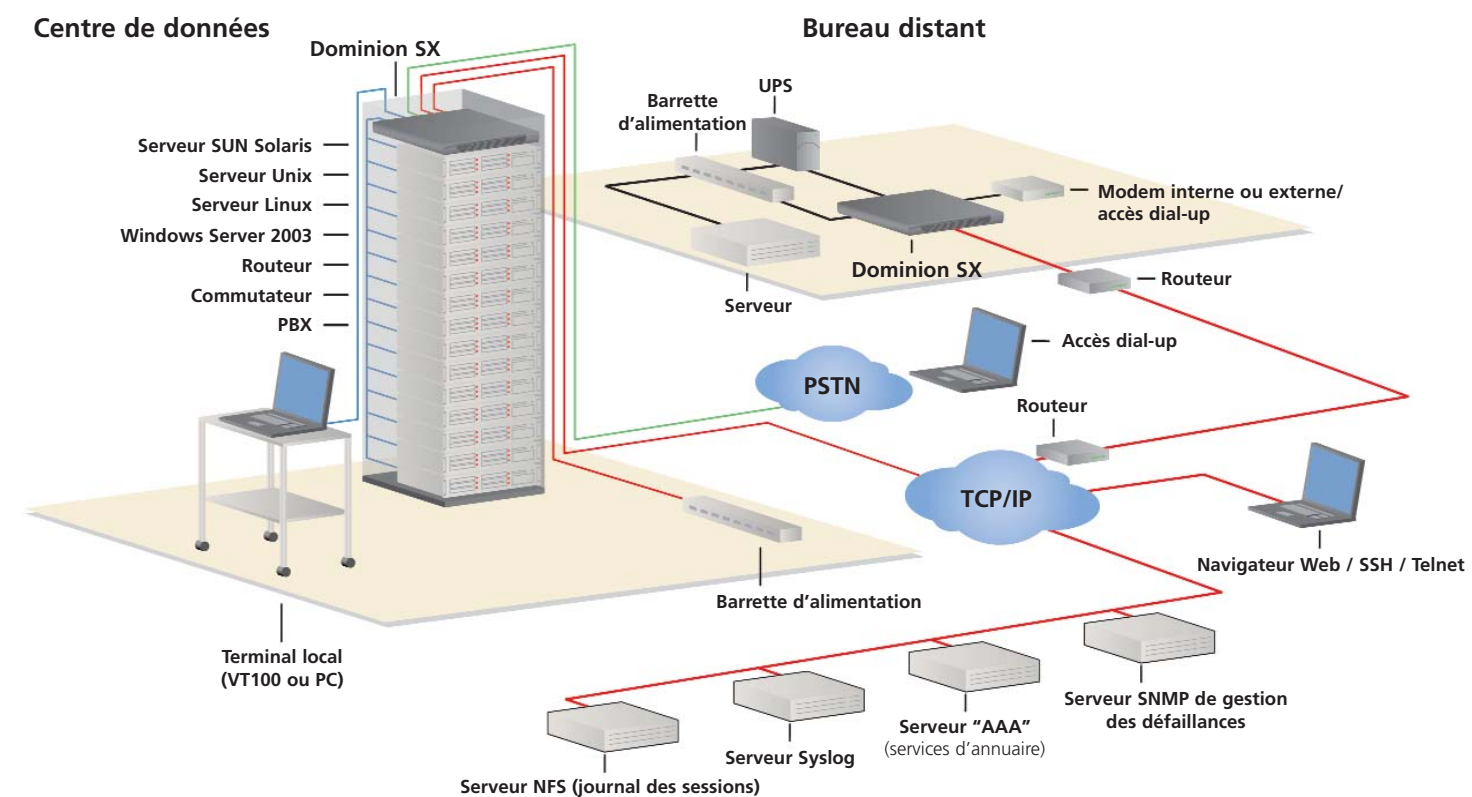 Centre de données
Bureau distant
Dominion SX
UPS
Barrette
d’alimentation
Serveur SUN Solaris
Serveur Unix
Serveur Linux
Windows Server 2003
Routeur
Commutateur
PBX
Modem interne ou externe/
accès dial-up
Dominion SX
Serveur
Routeur
Accès dial-up
PSTN
Routeur
TCP/IP
Navigateur Web / SSH / Telnet
Barrette d’alimentation
Terminal local
(VT100 ou PC)
Serveur SNMP de gestion
des défaillances
Serveur “AAA”
(services d’annuaire)
Serveur Syslog
Serveur NFS (journal des sessions)